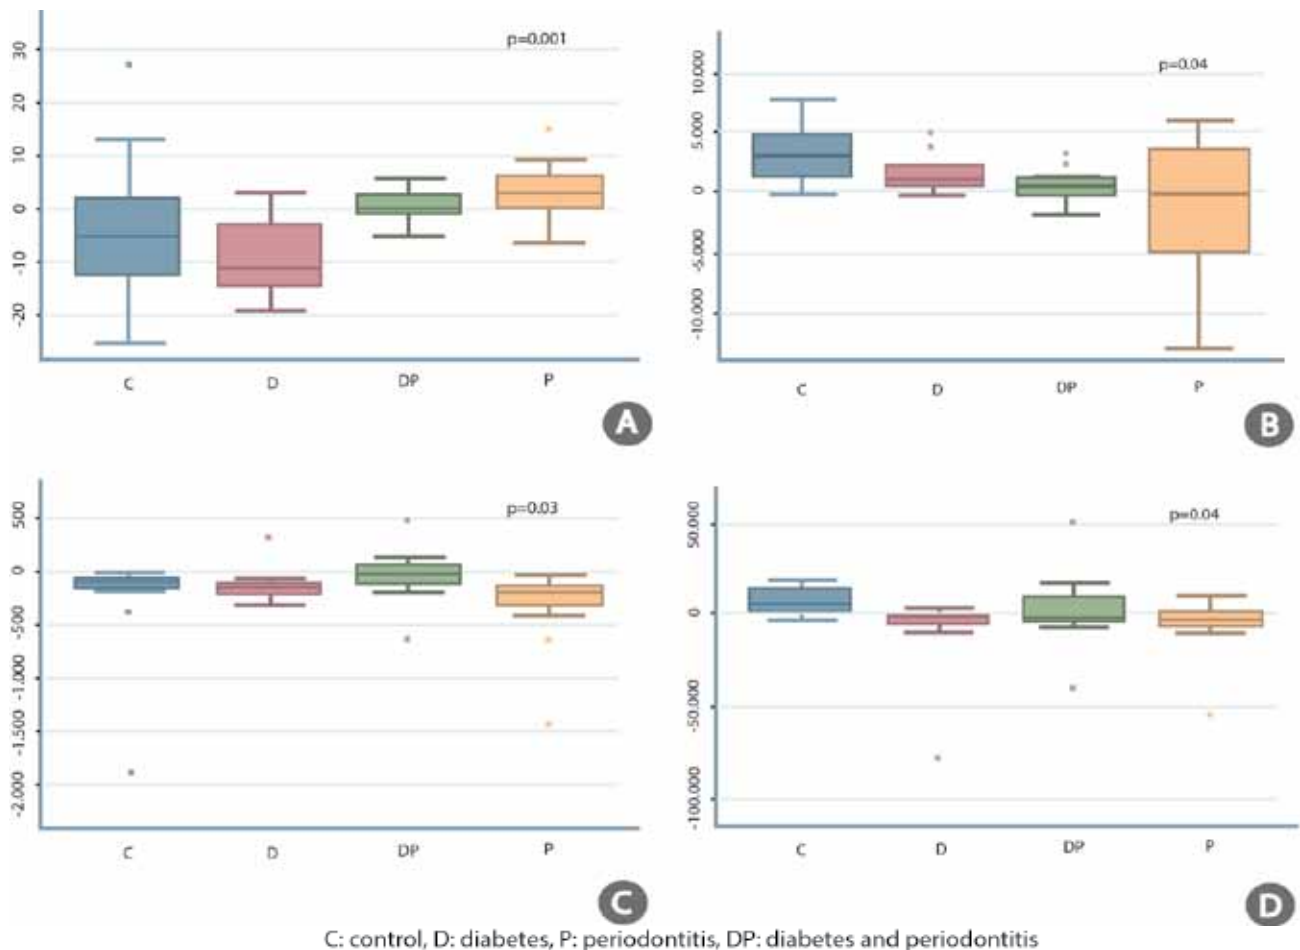 p=0.001
30
20
10
0
-10
-20
C D DP P
A
p=0.04
10.000
5.000
0
-5.000
-10.000
C D DP P
B
p=0.03
500
0
-500
-1.000
-1.500
-2.000
C D DP P
C
p=0.04
50.000
0
-50.000
-100.000
C D DP P
D
C: control, D: diabetes, P: periodontitis, DP: diabetes and periodontitis